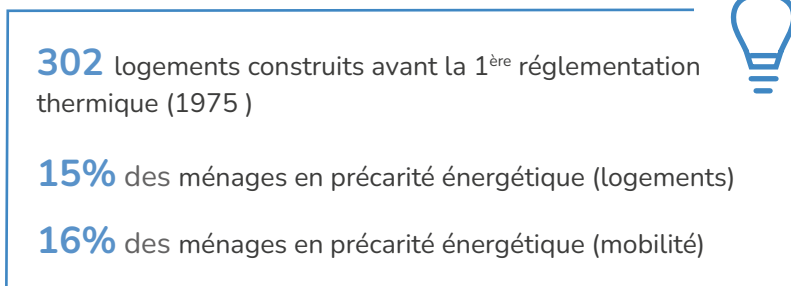 302 logements construits avant la 1ère réglementation
thermique (1975 )
15% des ménages en précarité énergétique (logements)
16% des ménages en précarité énergétique (mobilité)